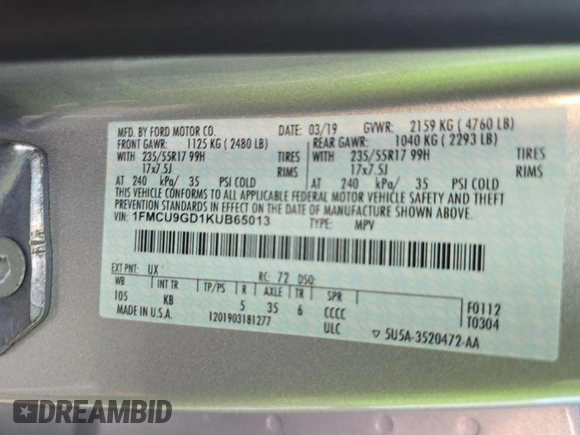 MFD. BY FORD MOTOR CO. DATE: 03/19 GVWR: 2159 KG ( 4760 LB)
FRONT GAWR: 1125 KG ( 2480 LB) REAR GAWR: 1040 KG ( 2293 LB)
WITH 235/55R17 99H TIRES WITH 235/55R17 99H TIRES
17x7.5J RIMS 17x7.5J RIMS
AT 240 kPa/ 35 PSI COLD AT 240 kPa/ 35 PSI COLD
THIS VEHICLE CONFORMS TO ALL APPLICABLE FEDERAL MOTOR VEHICLE SAFETY AND THEFT
PREVENTION STANDARDS IN EFFECT ON THE DATE OF MANUFACTURE SHOWN ABOVE.
VIN: 1FMCU9GD1KUB65013 TYPE: MPV
EXT PNT: UX RC: 72 DSO:
WB INT TR TP/PS R AXLE TR SPR
105 KB 5 35 6 CCCC F0112
MADE IN U.S.A. 1201903181277 ULC T0304
▽ 5U5A-3520472-AA
DREAMBID